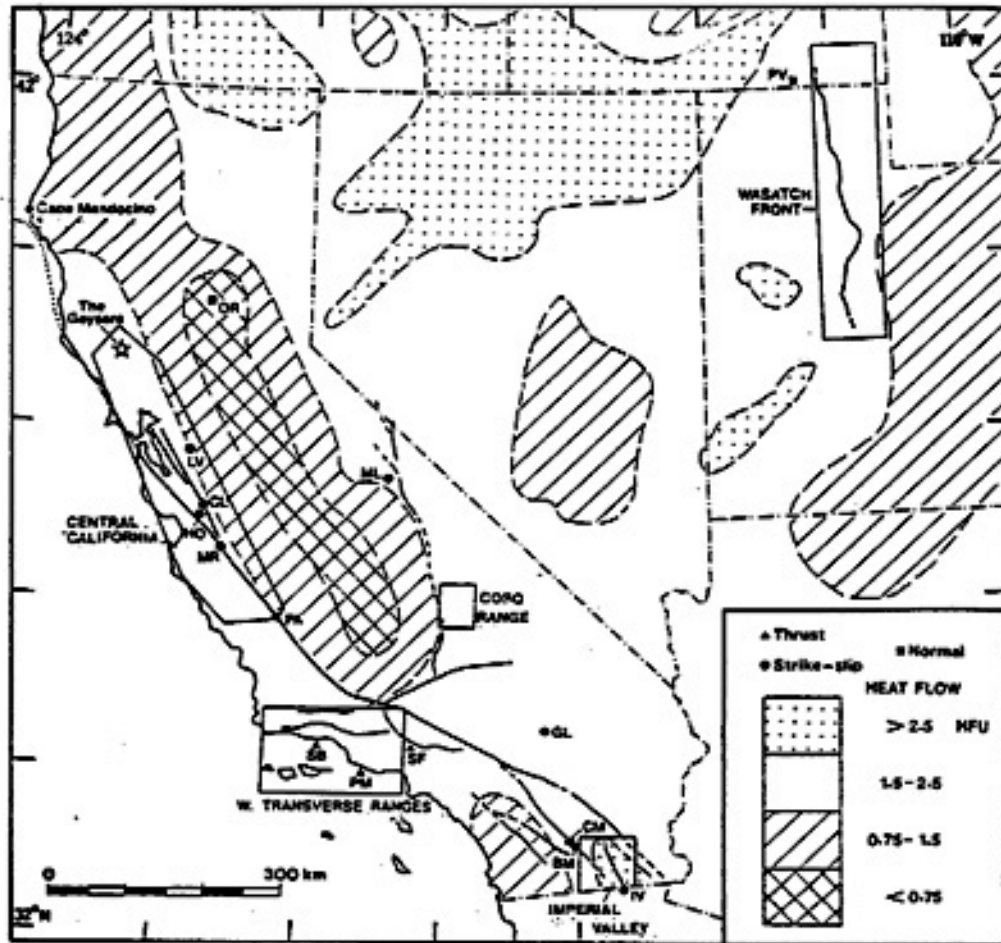 124°
42°
PV
WASATCH
FRONT
Cape Mendocino
The
Geysers
OR
LV
ML
CL
HO
MR
CENTRAL
CALIFORNIA
PK
COSO
RANGE
Thrust
Normal
Strike-slip
HEAT FLOW
> 2.5 HFU
1.5-2.5
0.75-1.5
< 0.75
GL
SB
SF
PM
W. TRANSVERSE RANGES
CM
BM
IV
IMPERIAL
VALLEY
0 300 km
32°N